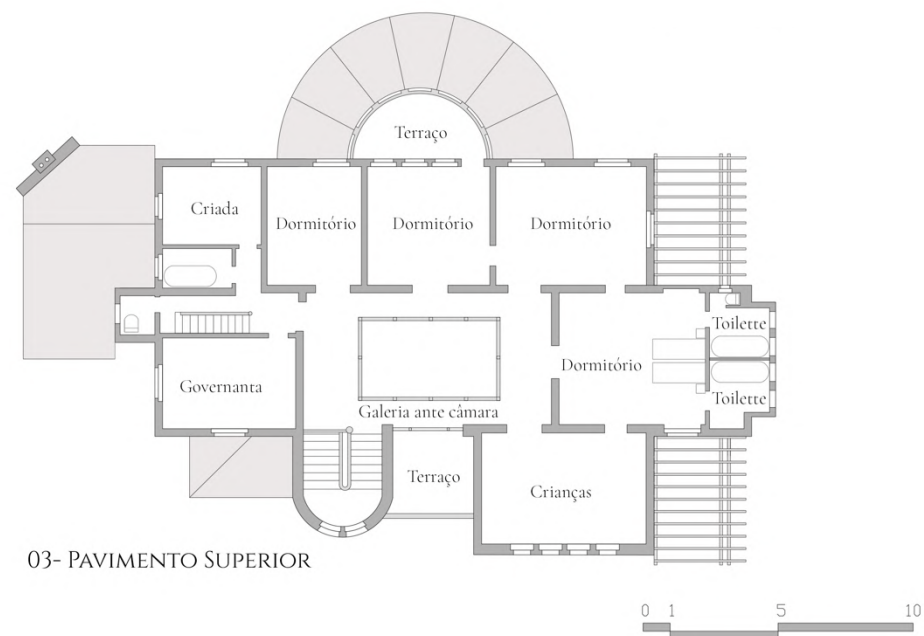 Terraço
Criada
Dormitório
Dormitório
Dormitório
Toilette
Dormitório
Governanta
Toilette
Galeria ante câmara
Terraço
Crianças
03- Pavimento Superior
0 1 5 10